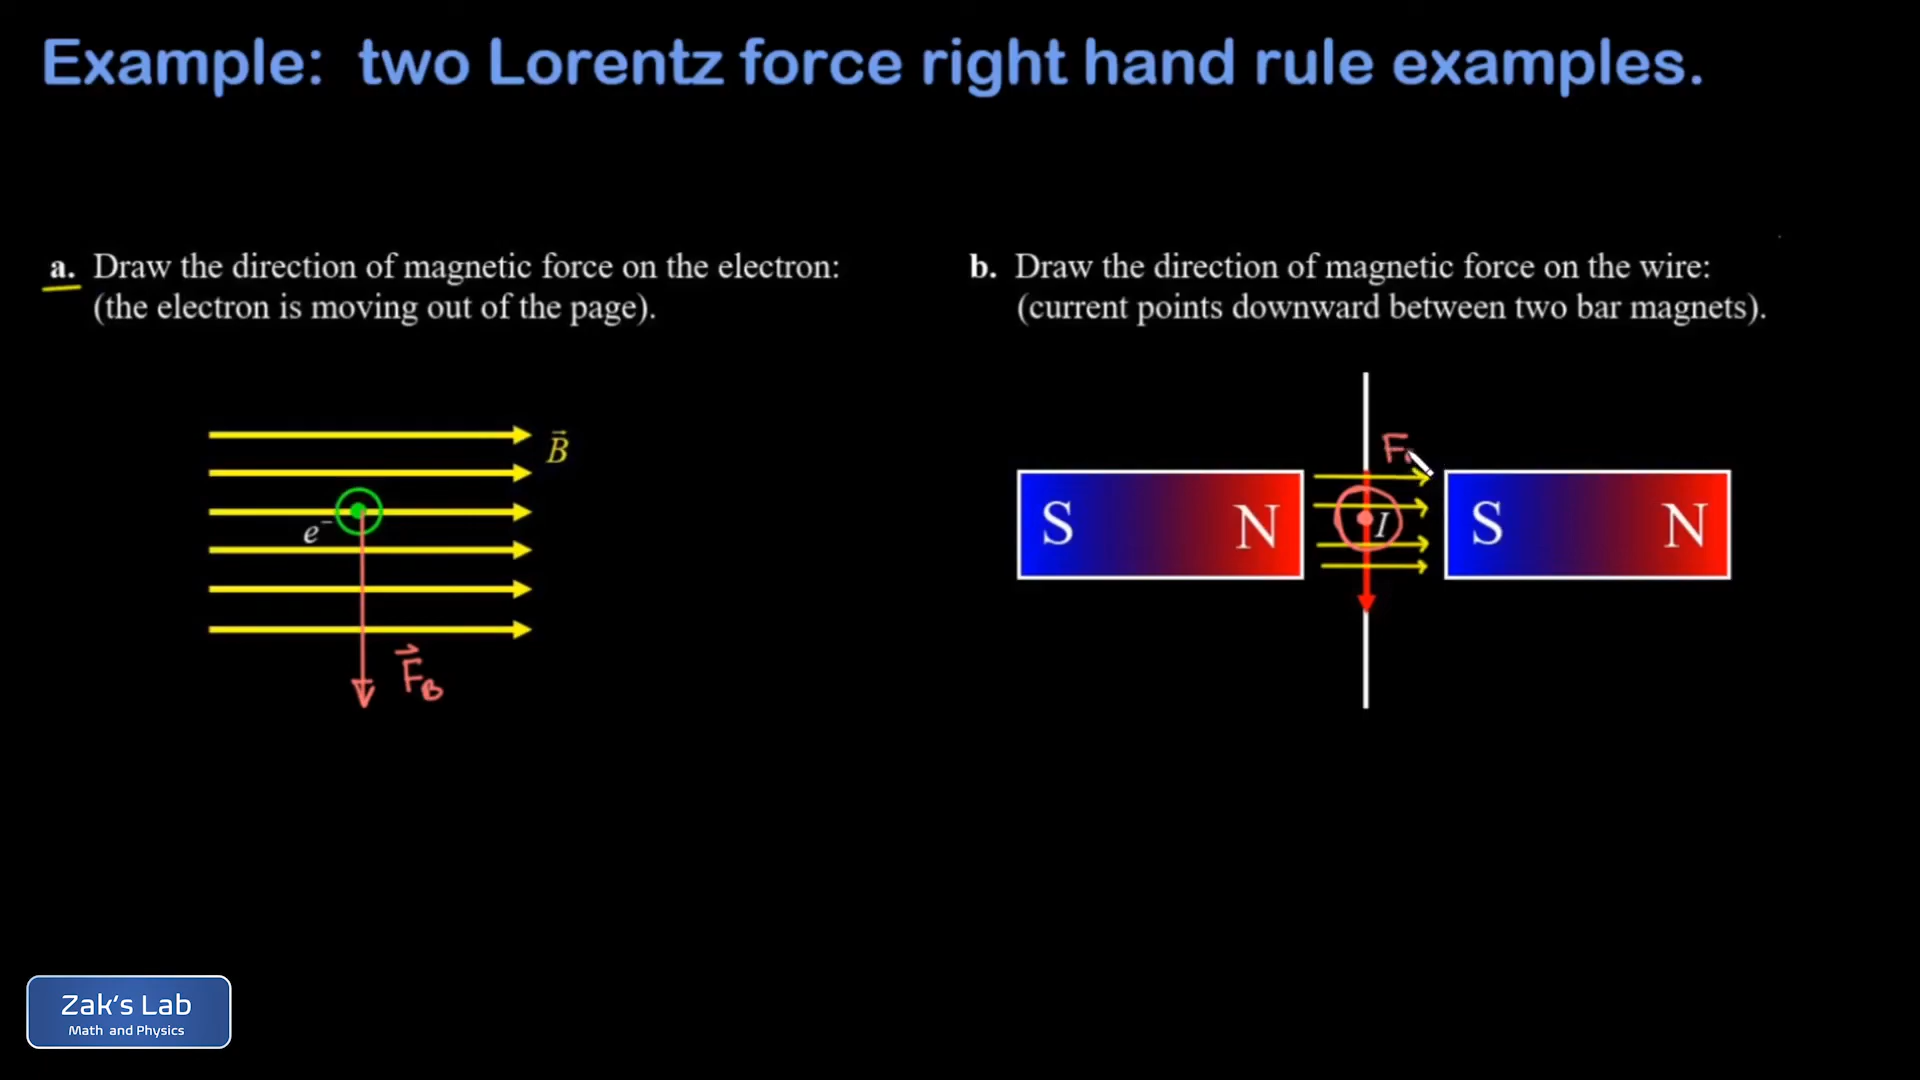 Example: two Lorentz force right hand rule examples.
a. Draw the direction of magnetic force on the electron:
(the electron is moving out of the page).
b. Draw the direction of magnetic force on the wire:
(current points downward between two bar magnets).
B
e⁻
F_B
F
S N
I
S N
Zak's Lab
Math and Physics